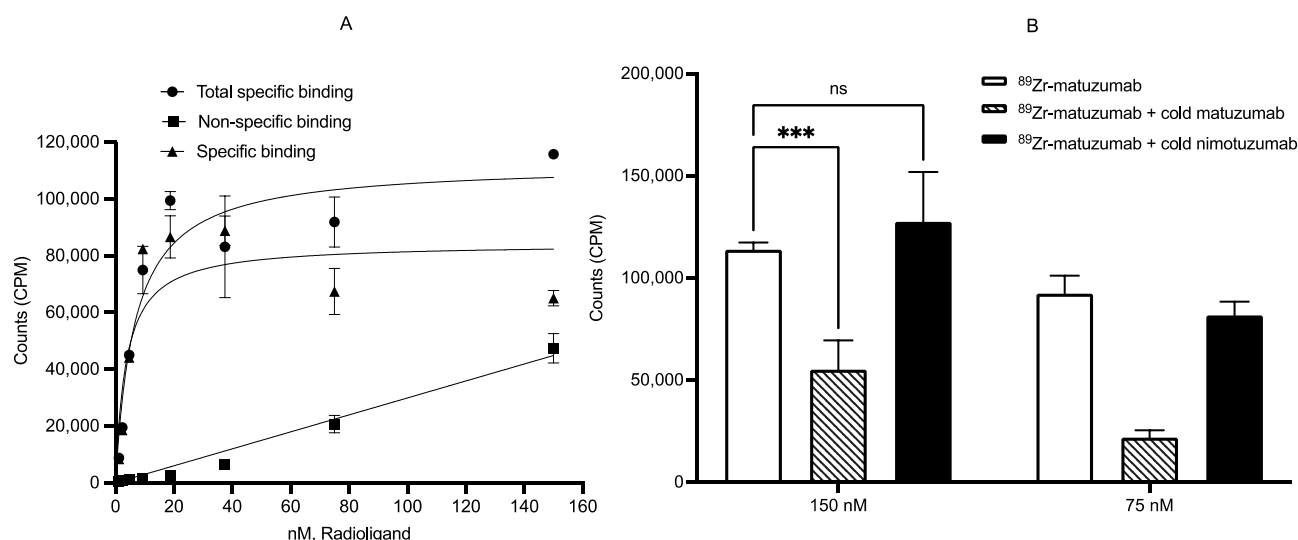 A
Total specific binding
Non-specific binding
Specific binding
120,000
100,000
80,000
60,000
40,000
20,000
0
Counts (CPM)
0 20 40 60 80 100 120 140 160
nM, Radioligand
B
⁸⁹Zr-matuzumab
⁸⁹Zr-matuzumab + cold matuzumab
⁸⁹Zr-matuzumab + cold nimotuzumab
200,000
150,000
100,000
50,000
0
Counts (CPM)
ns
***
150 nM 75 nM